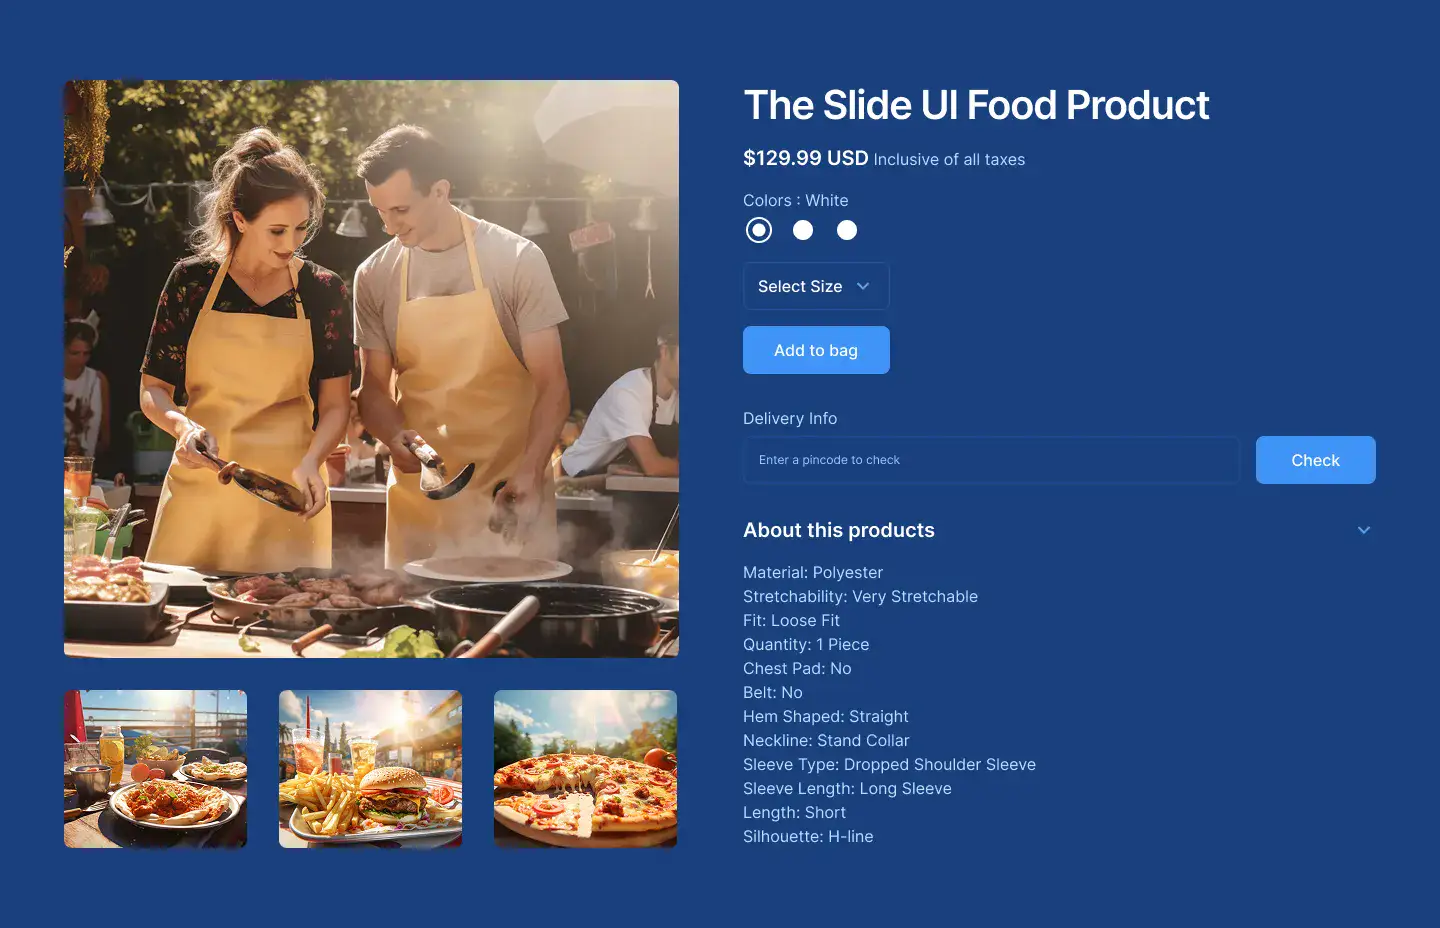 The Slide UI Food Product
$129.99 USD Inclusive of all taxes
Colors : White
Select Size
Add to bag
Delivery Info
Enter a pincode to check
Check
About this products
Material: Polyester
Stretchability: Very Stretchable
Fit: Loose Fit
Quantity: 1 Piece
Chest Pad: No
Belt: No
Hem Shaped: Straight
Neckline: Stand Collar
Sleeve Type: Dropped Shoulder Sleeve
Sleeve Length: Long Sleeve
Length: Short
Silhouette: H-line